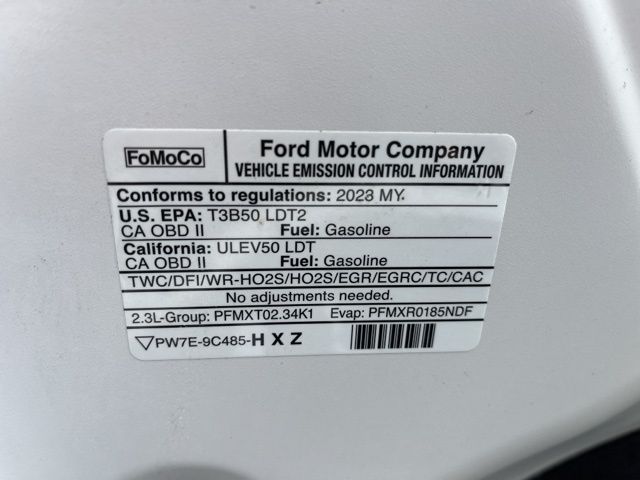 FoMoCo
Ford Motor Company
VEHICLE EMISSION CONTROL INFORMATION
Conforms to regulations: 2023 MY.
U.S. EPA: T3B50 LDT2
CA OBD II Fuel: Gasoline
California: ULEV50 LDT
CA OBD II Fuel: Gasoline
TWC/DFI/WR-HO2S/HO2S/EGR/EGRC/TC/CAC
No adjustments needed.
2.3L-Group: PFMXT02.34K1 Evap: PFMXR0185NDF
PW7E-9C485-H X Z